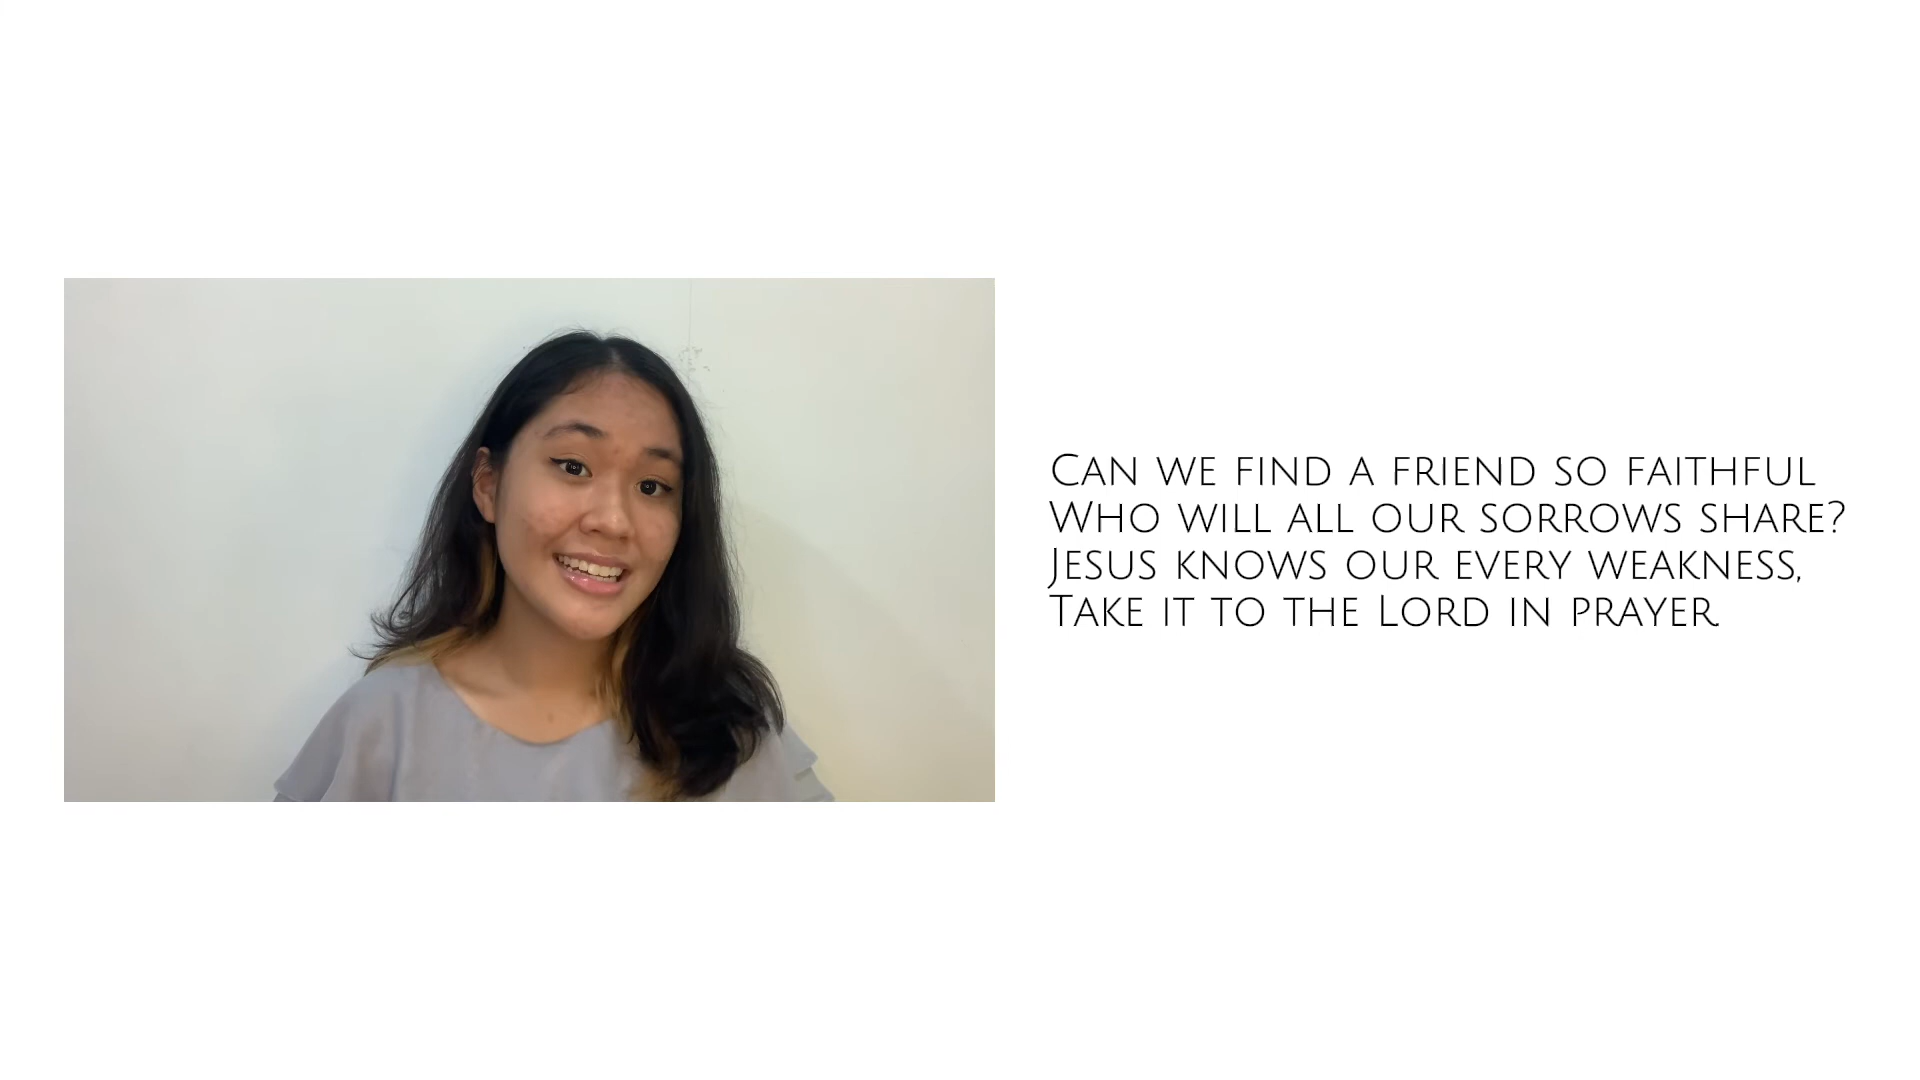 Can we find a friend so faithful
Who will all our sorrows share?
Jesus knows our every weakness,
Take it to the Lord in prayer.